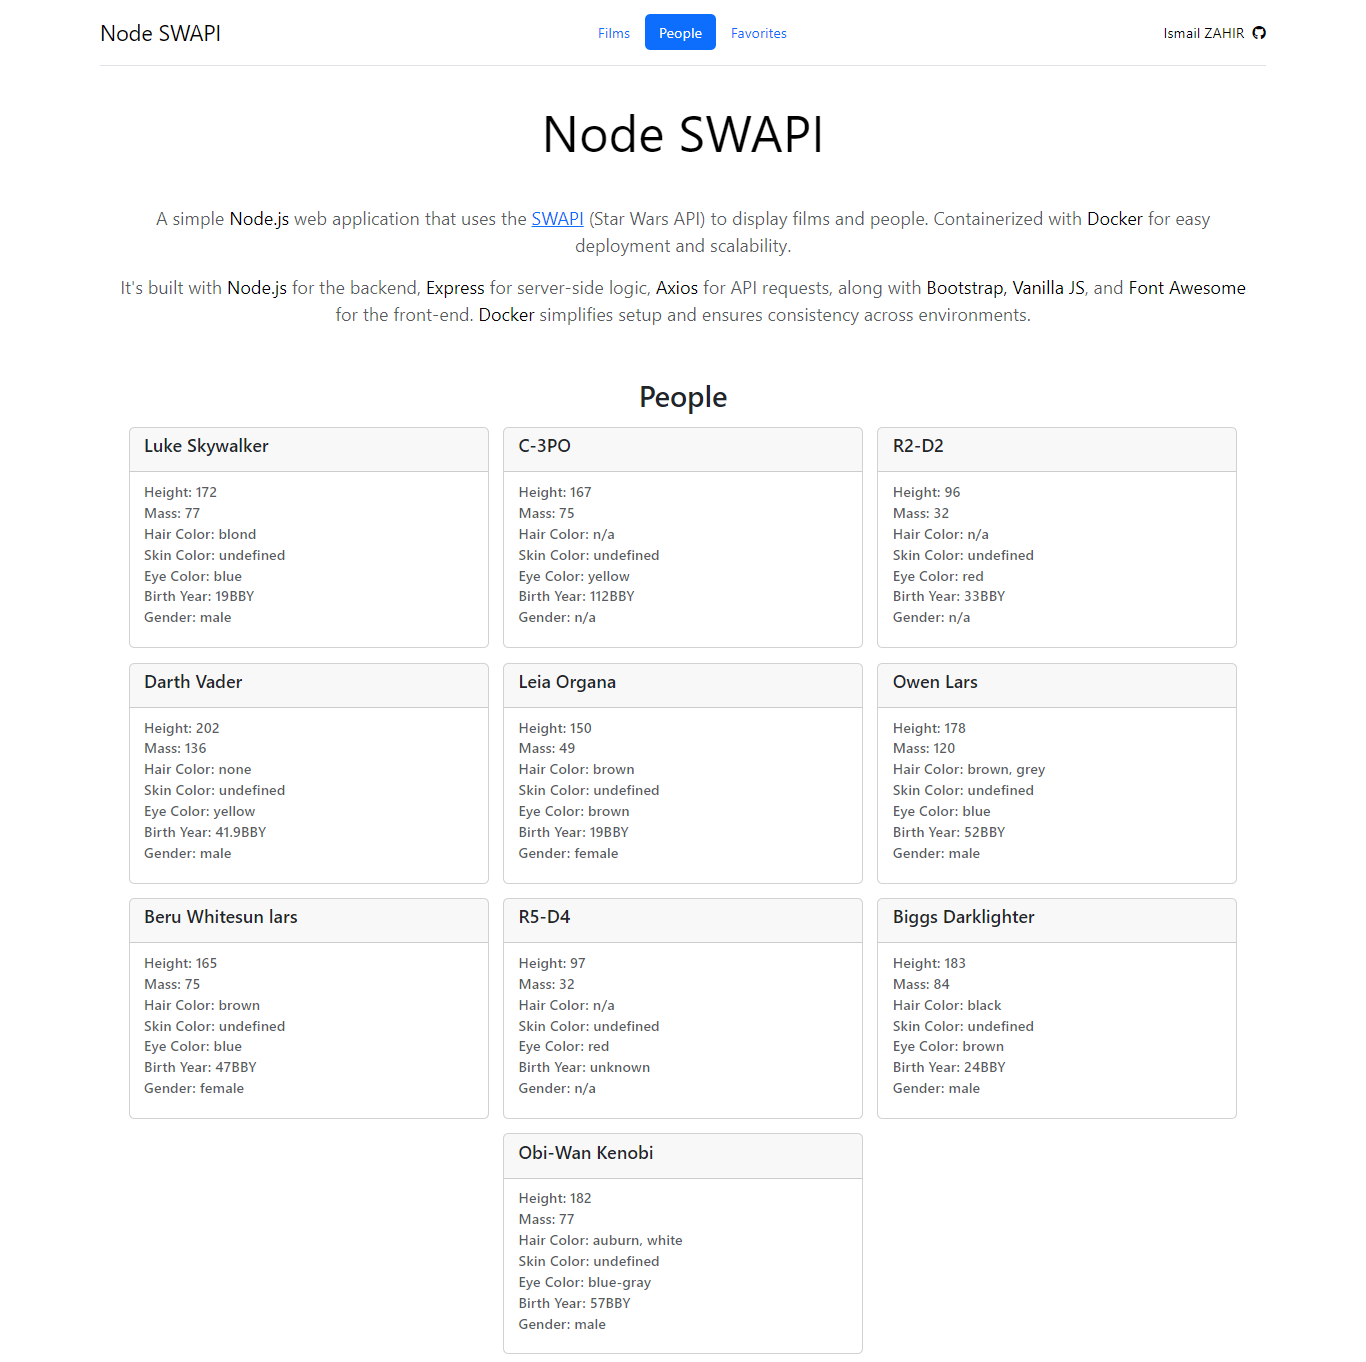 Node SWAPI
Films
People
Favorites
Ismail ZAHIR
Node SWAPI
A simple Node.js web application that uses the SWAPI (Star Wars API) to display films and people. Containerized with Docker for easy
deployment and scalability.
It's built with Node.js for the backend, Express for server-side logic, Axios for API requests, along with Bootstrap, Vanilla JS, and Font Awesome
for the front-end. Docker simplifies setup and ensures consistency across environments.
People
Luke Skywalker
Height: 172
Mass: 77
Hair Color: blond
Skin Color: undefined
Eye Color: blue
Birth Year: 19BBY
Gender: male
C-3PO
Height: 167
Mass: 75
Hair Color: n/a
Skin Color: undefined
Eye Color: yellow
Birth Year: 112BBY
Gender: n/a
R2-D2
Height: 96
Mass: 32
Hair Color: n/a
Skin Color: undefined
Eye Color: red
Birth Year: 33BBY
Gender: n/a
Darth Vader
Height: 202
Mass: 136
Hair Color: none
Skin Color: undefined
Eye Color: yellow
Birth Year: 41.9BBY
Gender: male
Leia Organa
Height: 150
Mass: 49
Hair Color: brown
Skin Color: undefined
Eye Color: brown
Birth Year: 19BBY
Gender: female
Owen Lars
Height: 178
Mass: 120
Hair Color: brown, grey
Skin Color: undefined
Eye Color: blue
Birth Year: 52BBY
Gender: male
Beru Whitesun lars
Height: 165
Mass: 75
Hair Color: brown
Skin Color: undefined
Eye Color: blue
Birth Year: 47BBY
Gender: female
R5-D4
Height: 97
Mass: 32
Hair Color: n/a
Skin Color: undefined
Eye Color: red
Birth Year: unknown
Gender: n/a
Biggs Darklighter
Height: 183
Mass: 84
Hair Color: black
Skin Color: undefined
Eye Color: brown
Birth Year: 24BBY
Gender: male
Obi-Wan Kenobi
Height: 182
Mass: 77
Hair Color: auburn, white
Skin Color: undefined
Eye Color: blue-gray
Birth Year: 57BBY
Gender: male